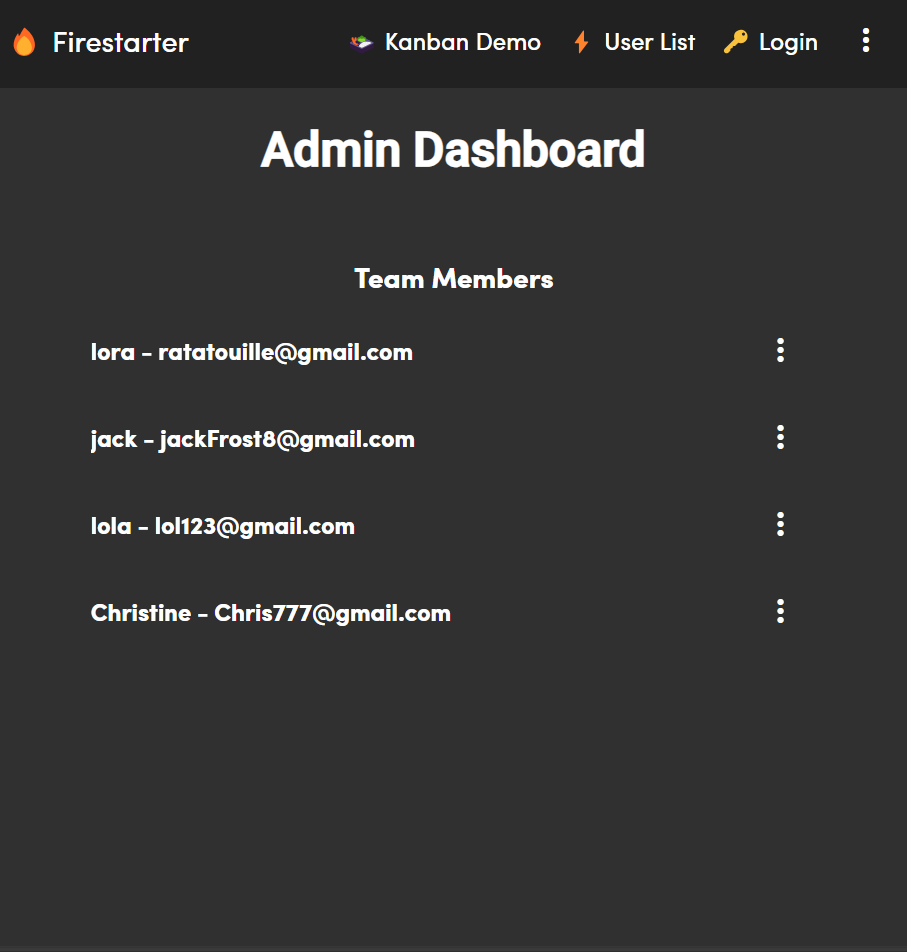 Firestarter Kanban Demo User List Login
Admin Dashboard
Team Members
lora - ratatouille@gmail.com
jack - jackFrost8@gmail.com
lola - lol123@gmail.com
Christine - Chris777@gmail.com